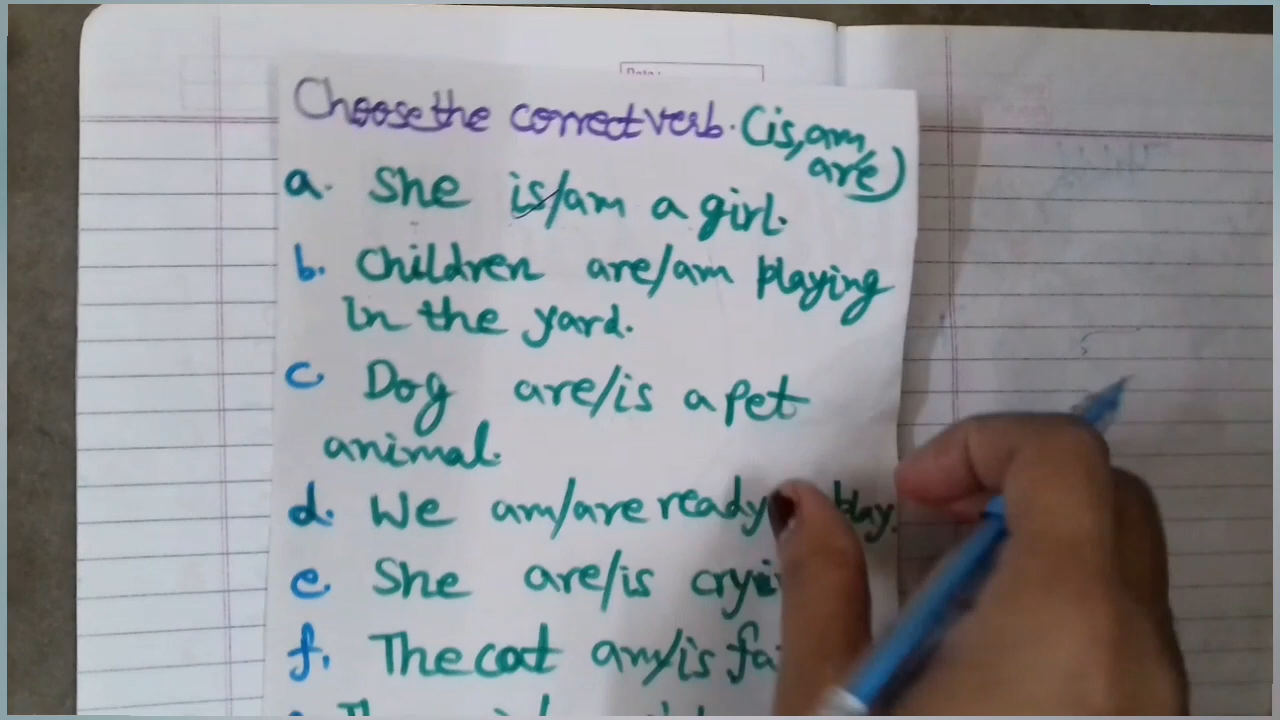 Choose the correct verb. (is, am,
are)
a. She is/am a girl.
b. Children are/am playing
in the yard.
c Dog are/is a pet
animal.
d. We am/are ready play.
e. She are/is
f. The cat am/is